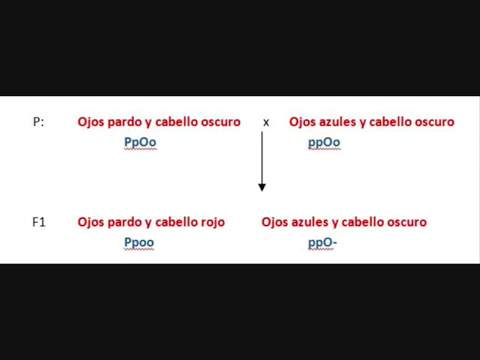 P: Ojos pardo y cabello oscuro x Ojos azules y cabello oscuro
PpOo ppOo
F1 Ojos pardo y cabello rojo Ojos azules y cabello oscuro
Ppoo ppO-